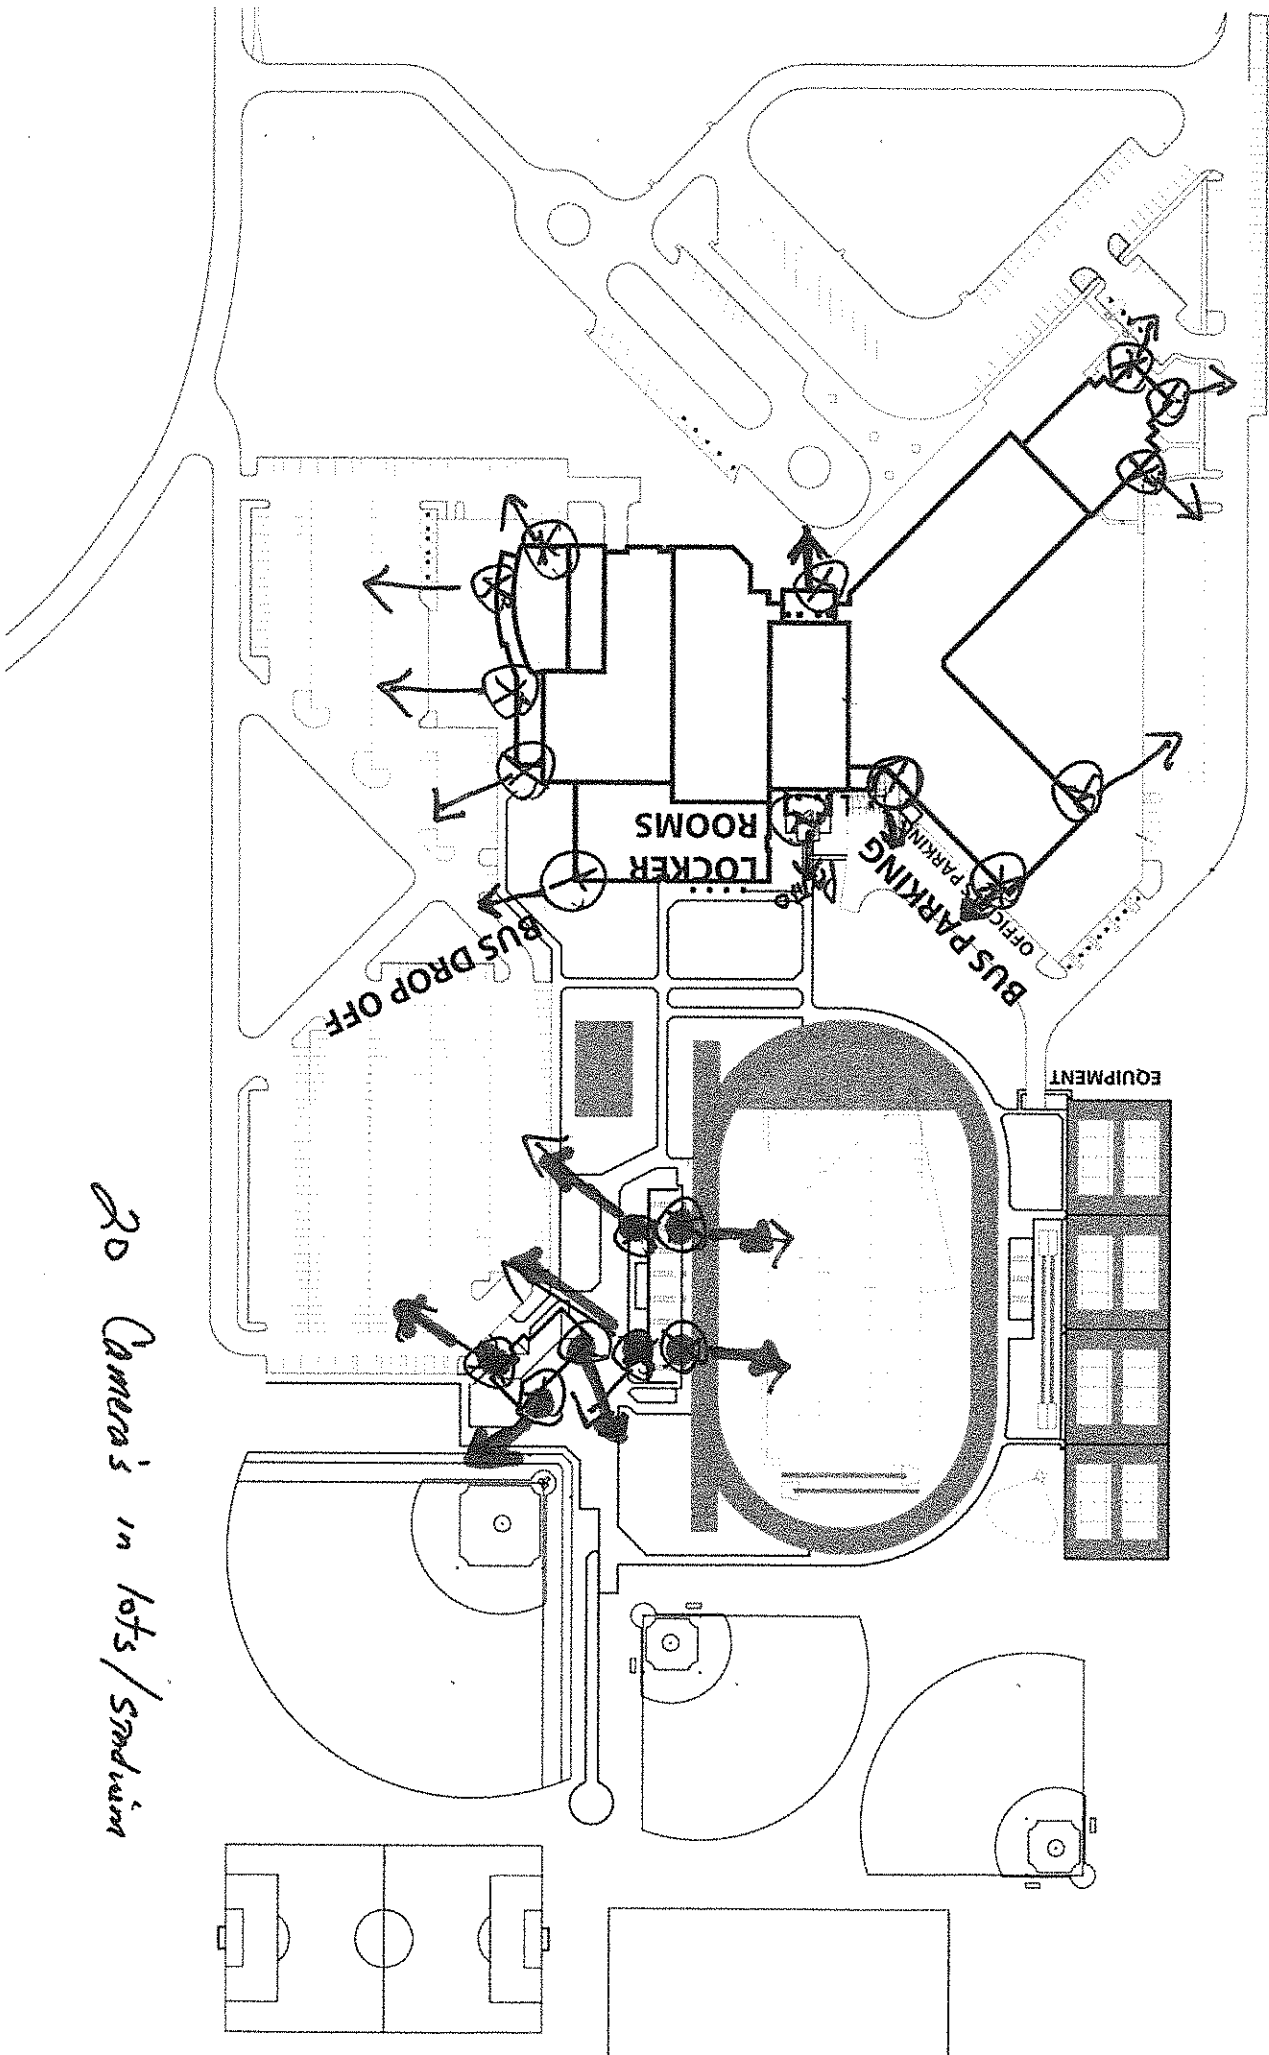 LOCKER
ROOMS
BUS PARKING
BUS DROP OFF
EQUIPMENT
20 Camera's in lots/stadium